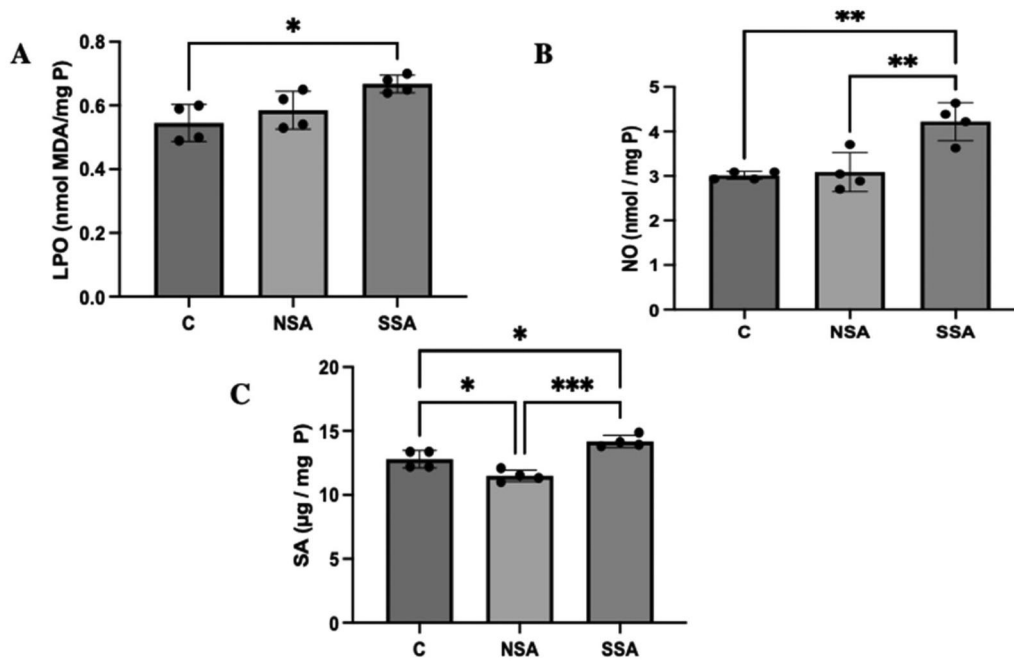 A
LPO (nmol MDA/mg P)
0.8
0.6
0.4
0.2
0.0
*
C NSA SSA
B
NO (nmol / mg P)
5
4
3
2
1
0
**
**
C NSA SSA
C
SA (µg / mg P)
20
15
10
5
0
*
* ***
C NSA SSA